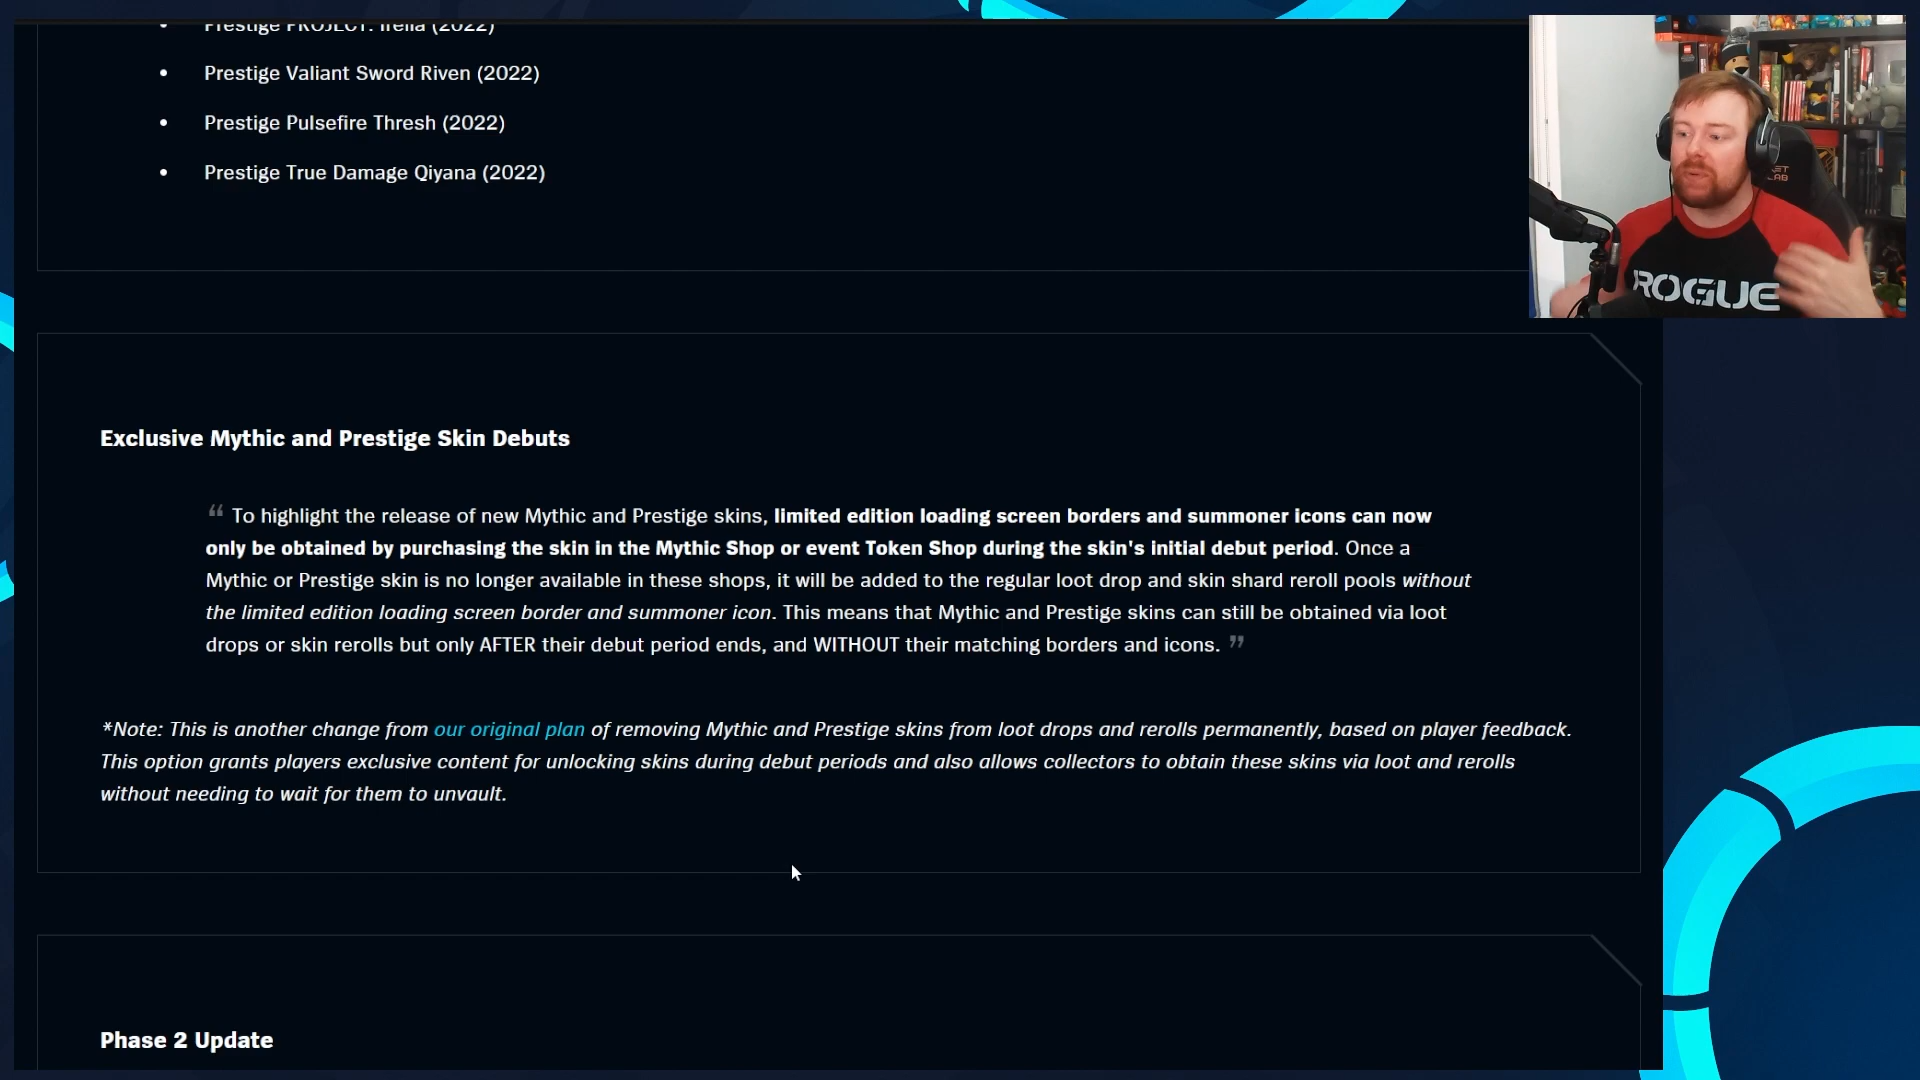 Prestige PROJECT: Irelia (2022)
Prestige Valiant Sword Riven (2022)
Prestige Pulsefire Thresh (2022)
Prestige True Damage Qiyana (2022)
ROGUE
Exclusive Mythic and Prestige Skin Debuts
“ To highlight the release of new Mythic and Prestige skins, limited edition loading screen borders and summoner icons can now
only be obtained by purchasing the skin in the Mythic Shop or event Token Shop during the skin's initial debut period. Once a
Mythic or Prestige skin is no longer available in these shops, it will be added to the regular loot drop and skin shard reroll pools without
the limited edition loading screen border and summoner icon. This means that Mythic and Prestige skins can still be obtained via loot
drops or skin rerolls but only AFTER their debut period ends, and WITHOUT their matching borders and icons. ”
*Note: This is another change from our original plan of removing Mythic and Prestige skins from loot drops and rerolls permanently, based on player feedback.
This option grants players exclusive content for unlocking skins during debut periods and also allows collectors to obtain these skins via loot and rerolls
without needing to wait for them to unvault.
Phase 2 Update